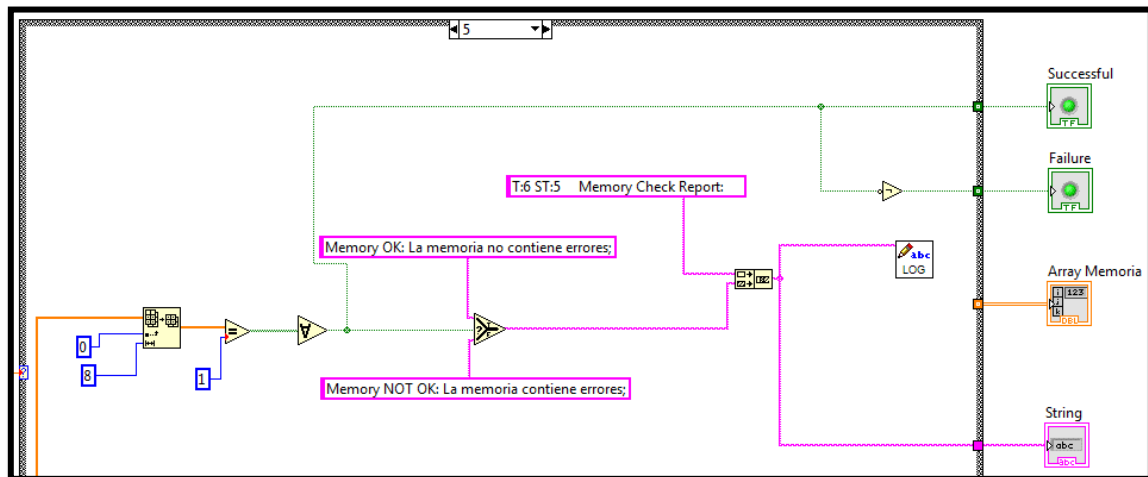 5
Successful
TF
Failure
TF
T:6 ST:5 Memory Check Report:
Memory OK: La memoria no contiene errores;
abc
LOG
Array Memoria
123
DBL
0
8
=
1
?
Memory NOT OK: La memoria contiene errores;
String
abc
abc